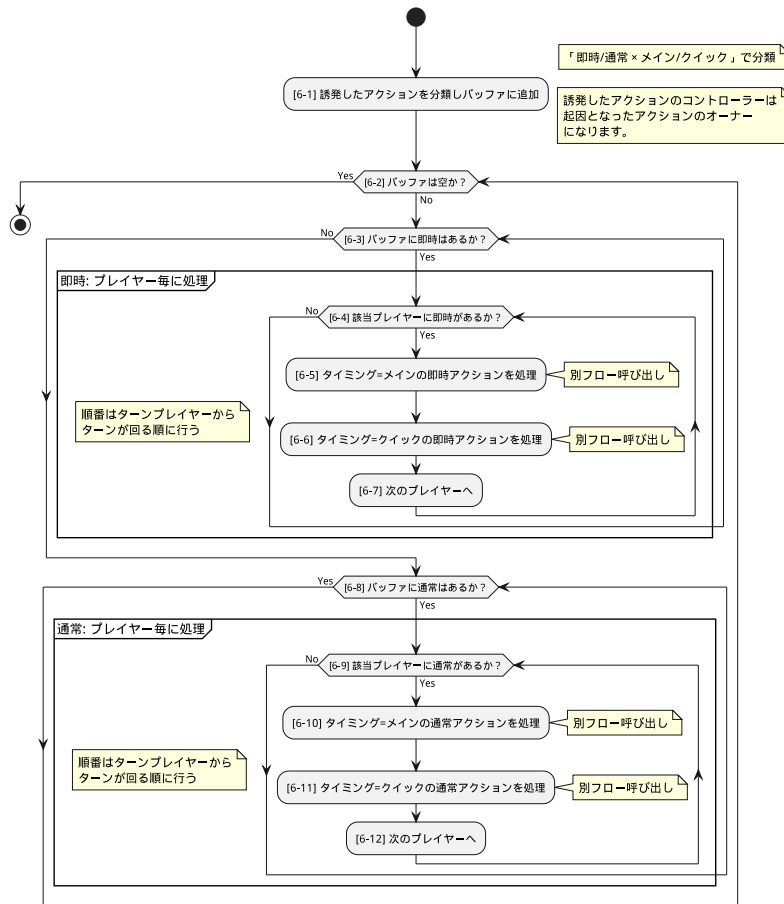 「即時/通常 × メイン/クイック」で分類
[6-1] 誘発したアクションを分類しバッファに追加
誘発したアクションのコントローラーは
起因となったアクションのオーナー
になります。
Yes
[6-2] バッファは空か？
No
No
[6-3] バッファに即時はあるか？
Yes
即時: プレイヤー毎に処理
No
[6-4] 該当プレイヤーに即時があるか？
Yes
[6-5] タイミング=メインの即時アクションを処理
別フロー呼び出し
順番はターンプレイヤーから
ターンが回る順に行う
[6-6] タイミング=クイックの即時アクションを処理
別フロー呼び出し
[6-7] 次のプレイヤーへ
Yes
[6-8] バッファに通常はあるか？
Yes
通常: プレイヤー毎に処理
No
[6-9] 該当プレイヤーに通常があるか？
Yes
[6-10] タイミング=メインの通常アクションを処理
別フロー呼び出し
順番はターンプレイヤーから
ターンが回る順に行う
[6-11] タイミング=クイックの通常アクションを処理
別フロー呼び出し
[6-12] 次のプレイヤーへ